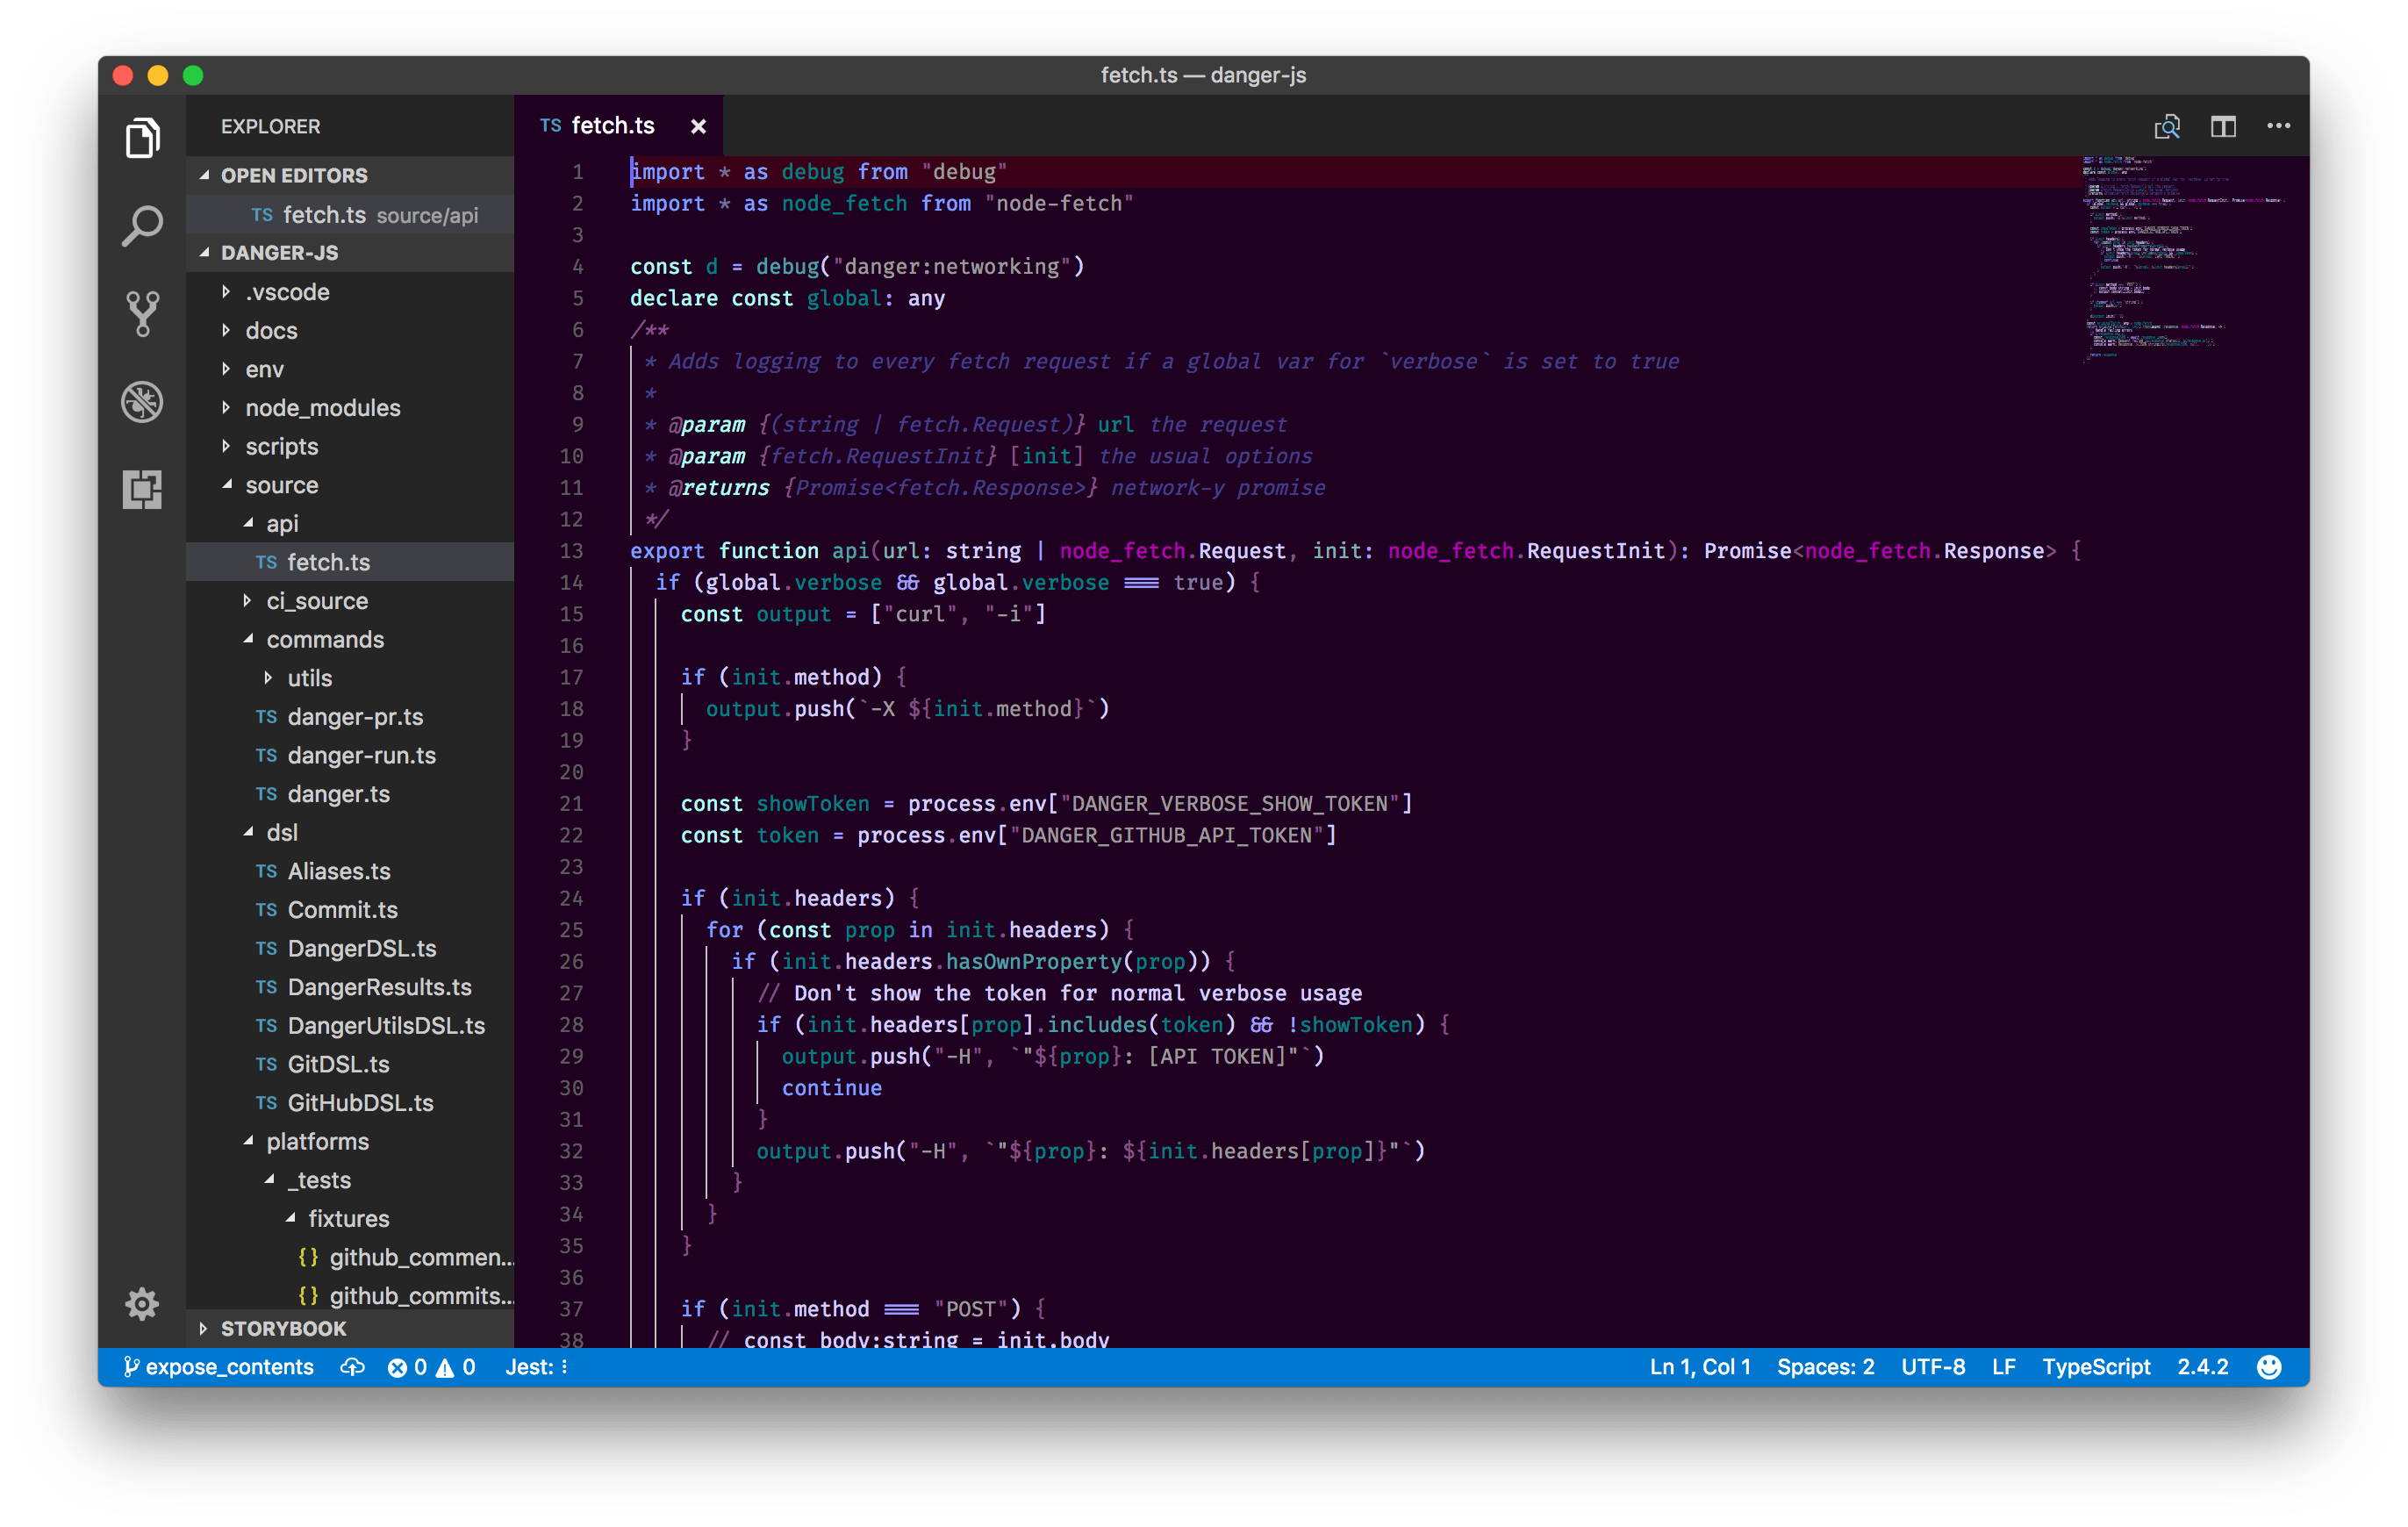 fetch.ts — danger-js
EXPLORER
OPEN EDITORS
TS fetch.ts source/api
DANGER-JS
.vscode
docs
env
node_modules
scripts
source
api
TS fetch.ts
ci_source
commands
utils
TS danger-pr.ts
TS danger-run.ts
TS danger.ts
dsl
TS Aliases.ts
TS Commit.ts
TS DangerDSL.ts
TS DangerResults.ts
TS DangerUtilsDSL.ts
TS GitDSL.ts
TS GitHubDSL.ts
platforms
_tests
fixtures
{} github_commen...
{} github_commits...
STORYBOOK
TS fetch.ts
1 import * as debug from "debug"
2 import * as node_fetch from "node-fetch"
3
4 const d = debug("danger:networking")
5 declare const global: any
6 /**
7 * Adds logging to every fetch request if a global var for `verbose` is set to true
8 *
9 * @param {(string | fetch.Request)} url the request
10 * @param {fetch.RequestInit} [init] the usual options
11 * @returns {Promise<fetch.Response>} network-y promise
12 */
13 export function api(url: string | node_fetch.Request, init: node_fetch.RequestInit): Promise<node_fetch.Response> {
14 if (global.verbose && global.verbose === true) {
15 const output = ["curl", "-i"]
16
17 if (init.method) {
18 output.push(`-X ${init.method}`)
19 }
20
21 const showToken = process.env["DANGER_VERBOSE_SHOW_TOKEN"]
22 const token = process.env["DANGER_GITHUB_API_TOKEN"]
23
24 if (init.headers) {
25 for (const prop in init.headers) {
26 if (init.headers.hasOwnProperty(prop)) {
27 // Don't show the token for normal verbose usage
28 if (init.headers[prop].includes(token) && !showToken) {
29 output.push("-H", `"${prop}: [API TOKEN]"`)
30 continue
31 }
32 output.push("-H", `"${prop}: ${init.headers[prop]}"`)
33 }
34 }
35 }
36
37 if (init.method === "POST") {
38 // const body:string = init.body
expose_contents 0 0 Jest: Ln 1, Col 1 Spaces: 2 UTF-8 LF TypeScript 2.4.2